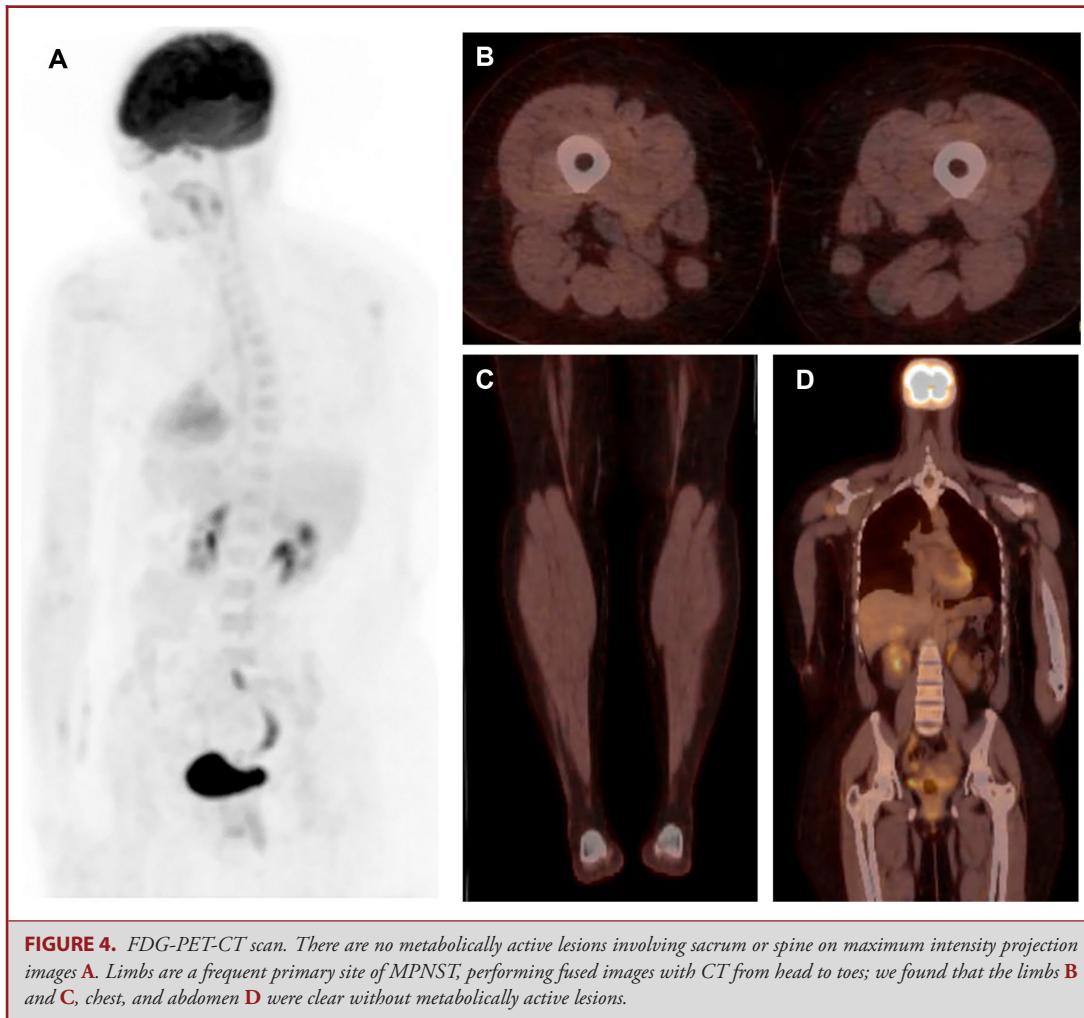 A
B
C
D
FIGURE 4. FDG-PET-CT scan. There are no metabolically active lesions involving sacrum or spine on maximum intensity projection
images A. Limbs are a frequent primary site of MPNST, performing fused images with CT from head to toes; we found that the limbs B
and C, chest, and abdomen D were clear without metabolically active lesions.